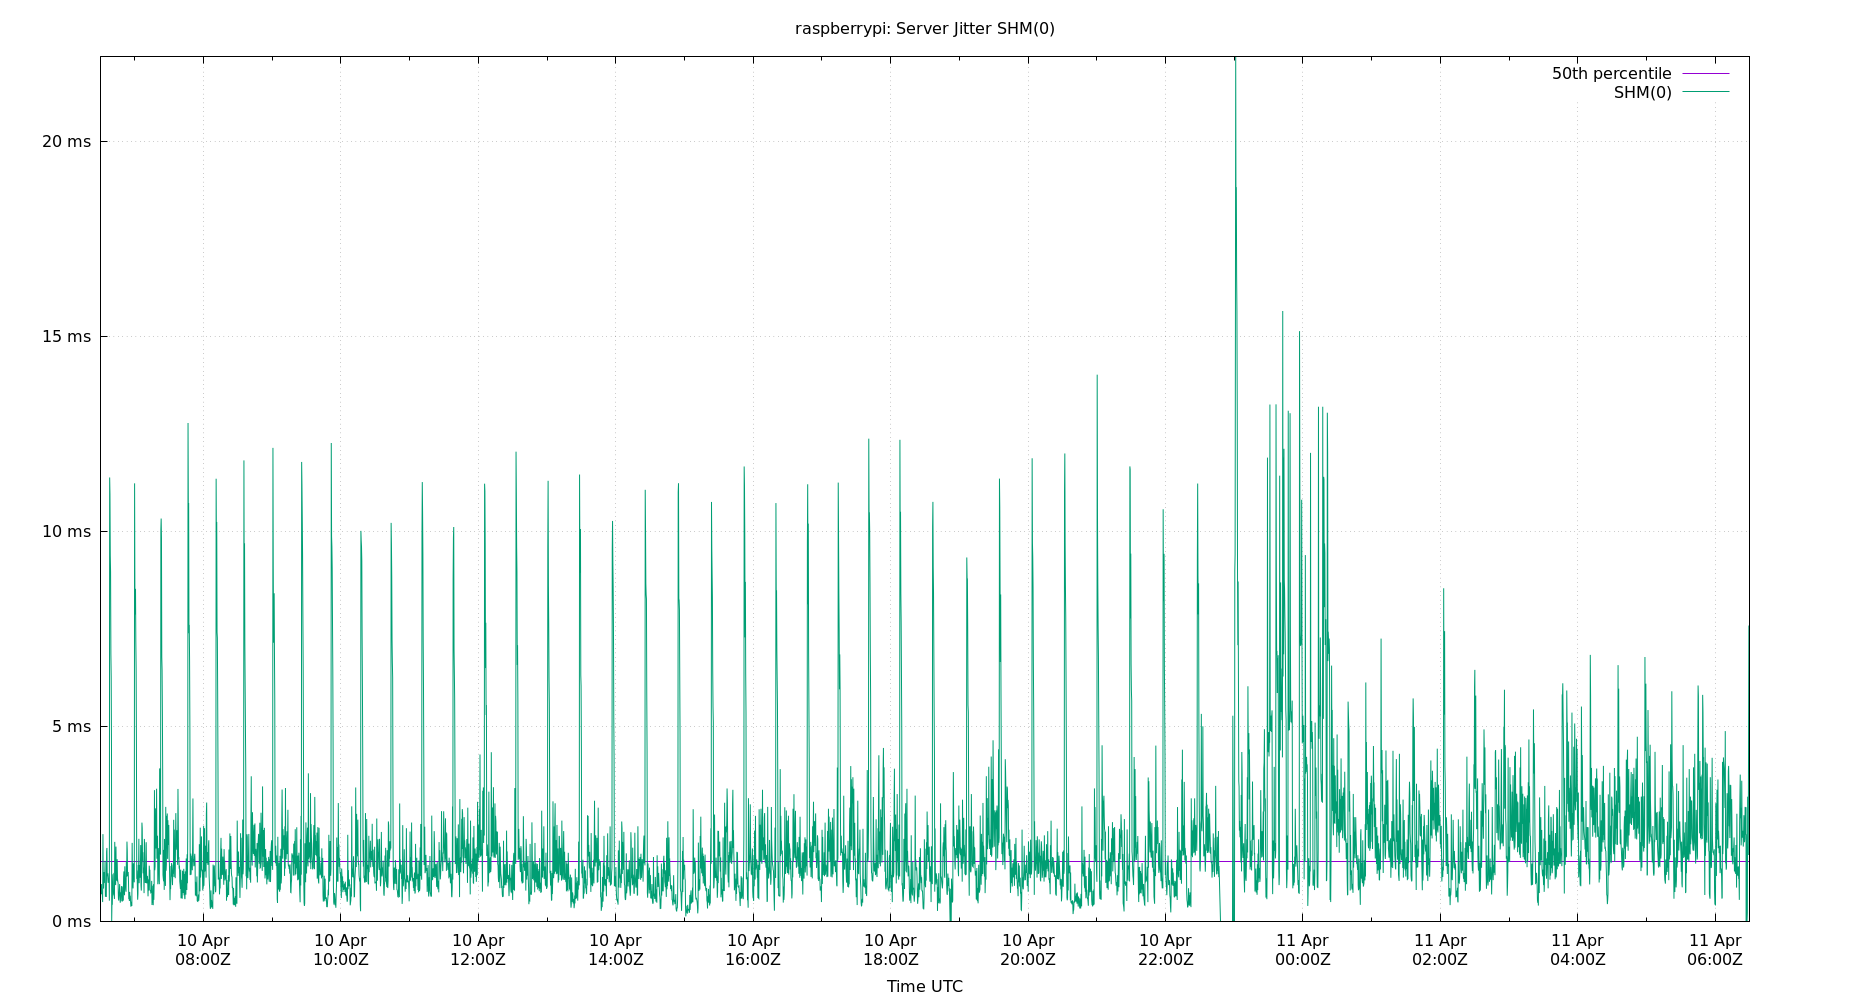 raspberrypi: Server Jitter SHM(0)
50th percentile
SHM(0)
20 ms
15 ms
10 ms
5 ms
0 ms
10 Apr
08:00Z
10 Apr
10:00Z
10 Apr
12:00Z
10 Apr
14:00Z
10 Apr
16:00Z
10 Apr
18:00Z
10 Apr
20:00Z
10 Apr
22:00Z
11 Apr
00:00Z
11 Apr
02:00Z
11 Apr
04:00Z
11 Apr
06:00Z
Time UTC